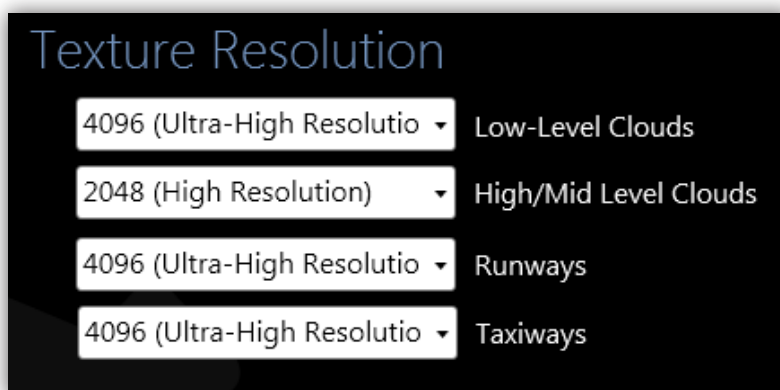 Texture Resolution
4096 (Ultra-High Resolutio Low-Level Clouds
2048 (High Resolution) High/Mid Level Clouds
4096 (Ultra-High Resolutio Runways
4096 (Ultra-High Resolutio Taxiways